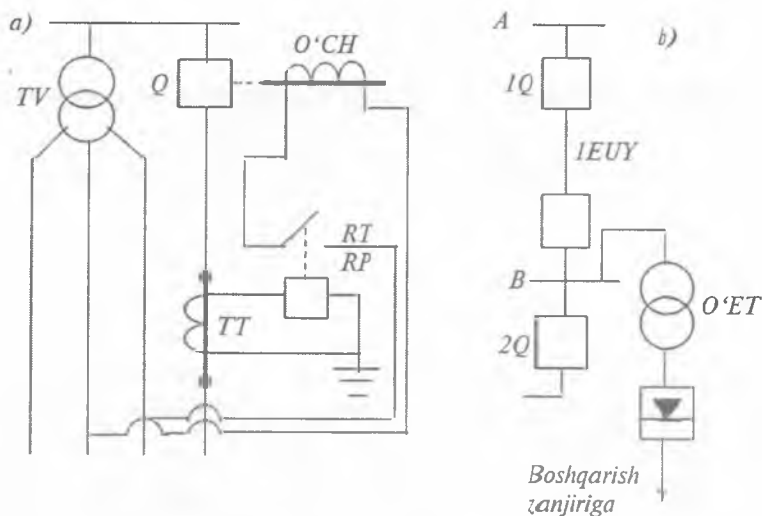 a)
O‘CH
TV
Q
RT
RP
TT
A
b)
1Q
1EUY
B
O‘ET
2Q
Boshqarish
zanjiriga